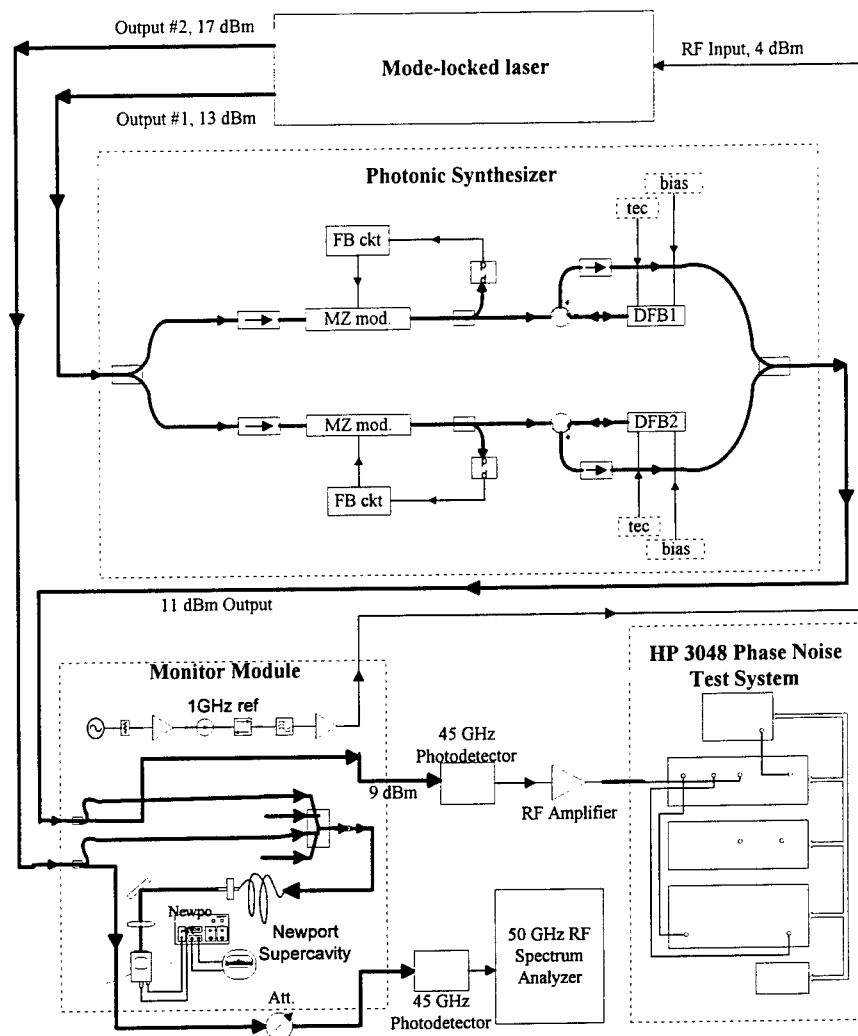 Output #2, 17 dBm
Mode-locked laser
RF Input, 4 dBm
Output #1, 13 dBm
Photonic Synthesizer
bias
tec
FB ckt
MZ mod.
DFB1
MZ mod.
DFB2
FB ckt
tec
bias
11 dBm Output
Monitor Module
1GHz ref
HP 3048 Phase Noise
Test System
45 GHz
Photodetector
9 dBm
RF Amplifier
Newpo
Newport
Supercavity
50 GHz RF
Spectrum
Analyzer
Att.
45 GHz
Photodetector